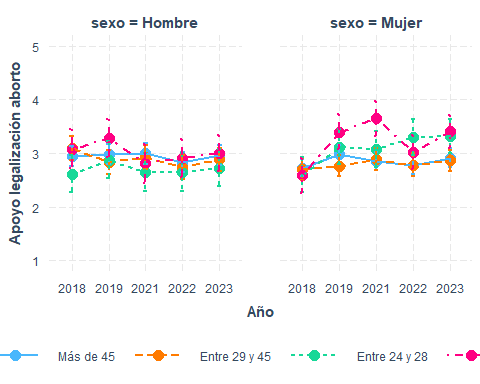 sexo = Hombre
sexo = Mujer
Apoyo legalización aborto
5
4
3
2
1
2018 2019 2021 2022 2023
2018 2019 2021 2022 2023
Año
Más de 45 Entre 29 y 45 Entre 24 y 28